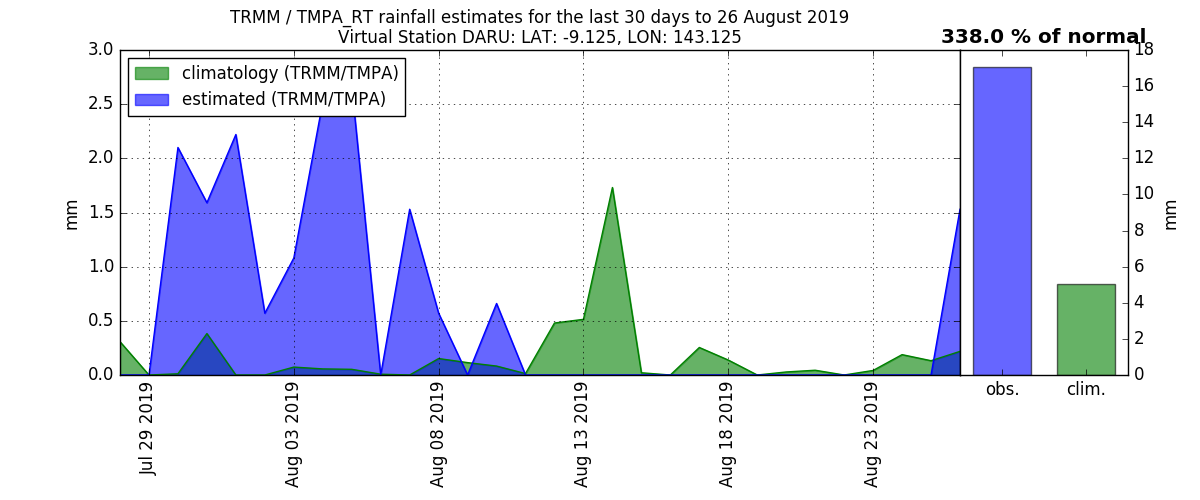 TRMM / TMPA_RT rainfall estimates for the last 30 days to 26 August 2019
Virtual Station DARU: LAT: -9.125, LON: 143.125
338.0 % of normal
climatology (TRMM/TMPA)
estimated (TRMM/TMPA)
3.0
2.5
2.0
1.5
1.0
0.5
0.0
mm
Jul 29 2019
Aug 03 2019
Aug 08 2019
Aug 13 2019
Aug 18 2019
Aug 23 2019
18
16
14
12
10
8
6
4
2
0
mm
obs.
clim.